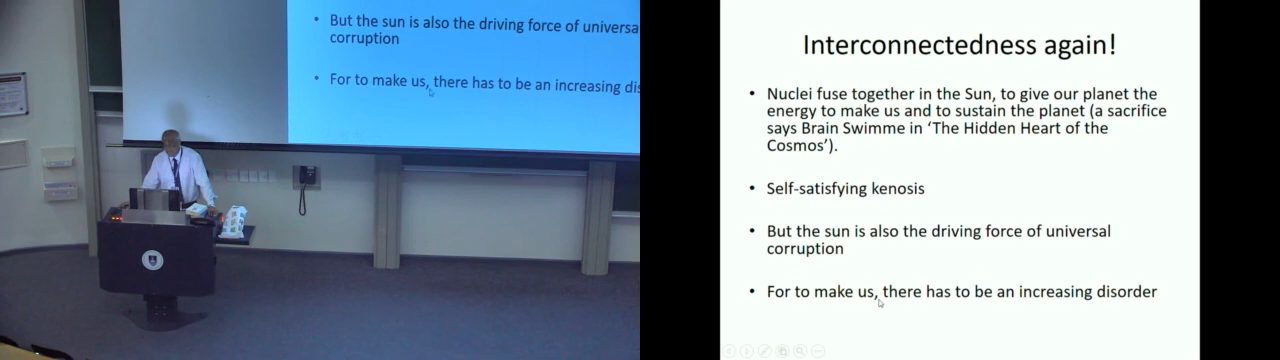 But the sun is also the driving force of universa
corruption
For to make us, there has to be an increasing dis
Interconnectedness again!
• Nuclei fuse together in the Sun, to give our planet the
energy to make us and to sustain the planet (a sacrifice
says Brain Swimme in ‘The Hidden Heart of the
Cosmos’).
• Self-satisfying kenosis
• But the sun is also the driving force of universal
corruption
• For to make us, there has to be an increasing disorder